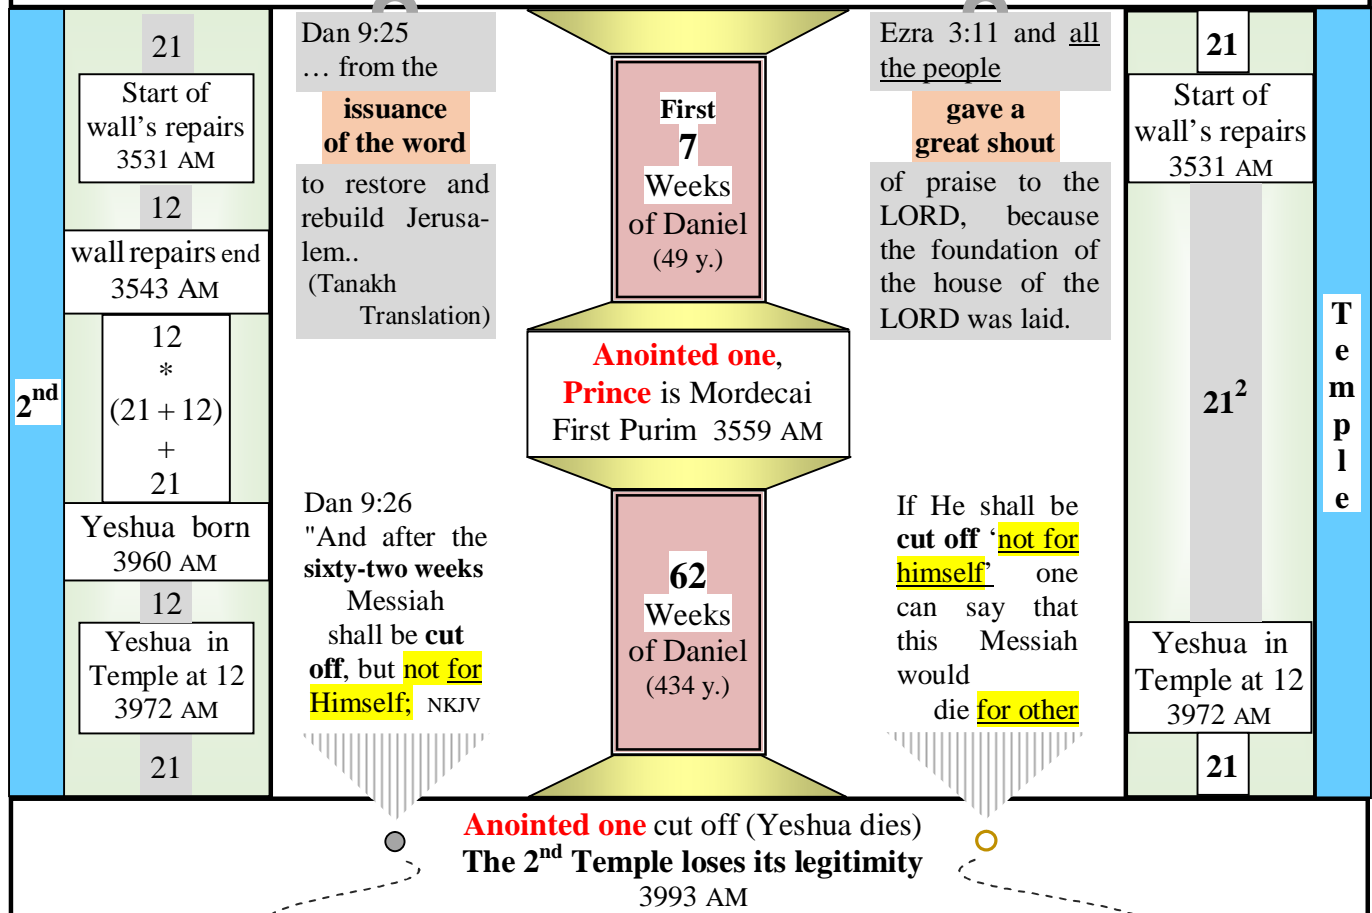 2nd
21
Start of
wall’s repairs
3531 AM
12
wall repairs end
3543 AM
12
*
(21 + 12)
+
21
Yeshua born
3960 AM
12
Yeshua in
Temple at 12
3972 AM
21
Dan 9:25
… from the
issuance
of the word
to restore and
rebuild Jerusa-
lem..
(Tanakh
Translation)
Dan 9:26
"And after the
sixty-two weeks
Messiah
shall be cut
off, but not for
Himself; NKJV
First
7
Weeks
of Daniel
(49 y.)
Anointed one,
Prince is Mordecai
First Purim 3559 AM
62
Weeks
of Daniel
(434 y.)
Ezra 3:11 and all
the people
gave a
great shout
of praise to the
LORD, because
the foundation of
the house of the
LORD was laid.
If He shall be
cut off ‘not for
himself’ one
can say that
this Messiah
would
die for other
21
Start of
wall’s repairs
3531 AM
21²
Yeshua in
Temple at 12
3972 AM
21
Temple
Anointed one cut off (Yeshua dies)
The 2nd Temple loses its legitimity
3993 AM